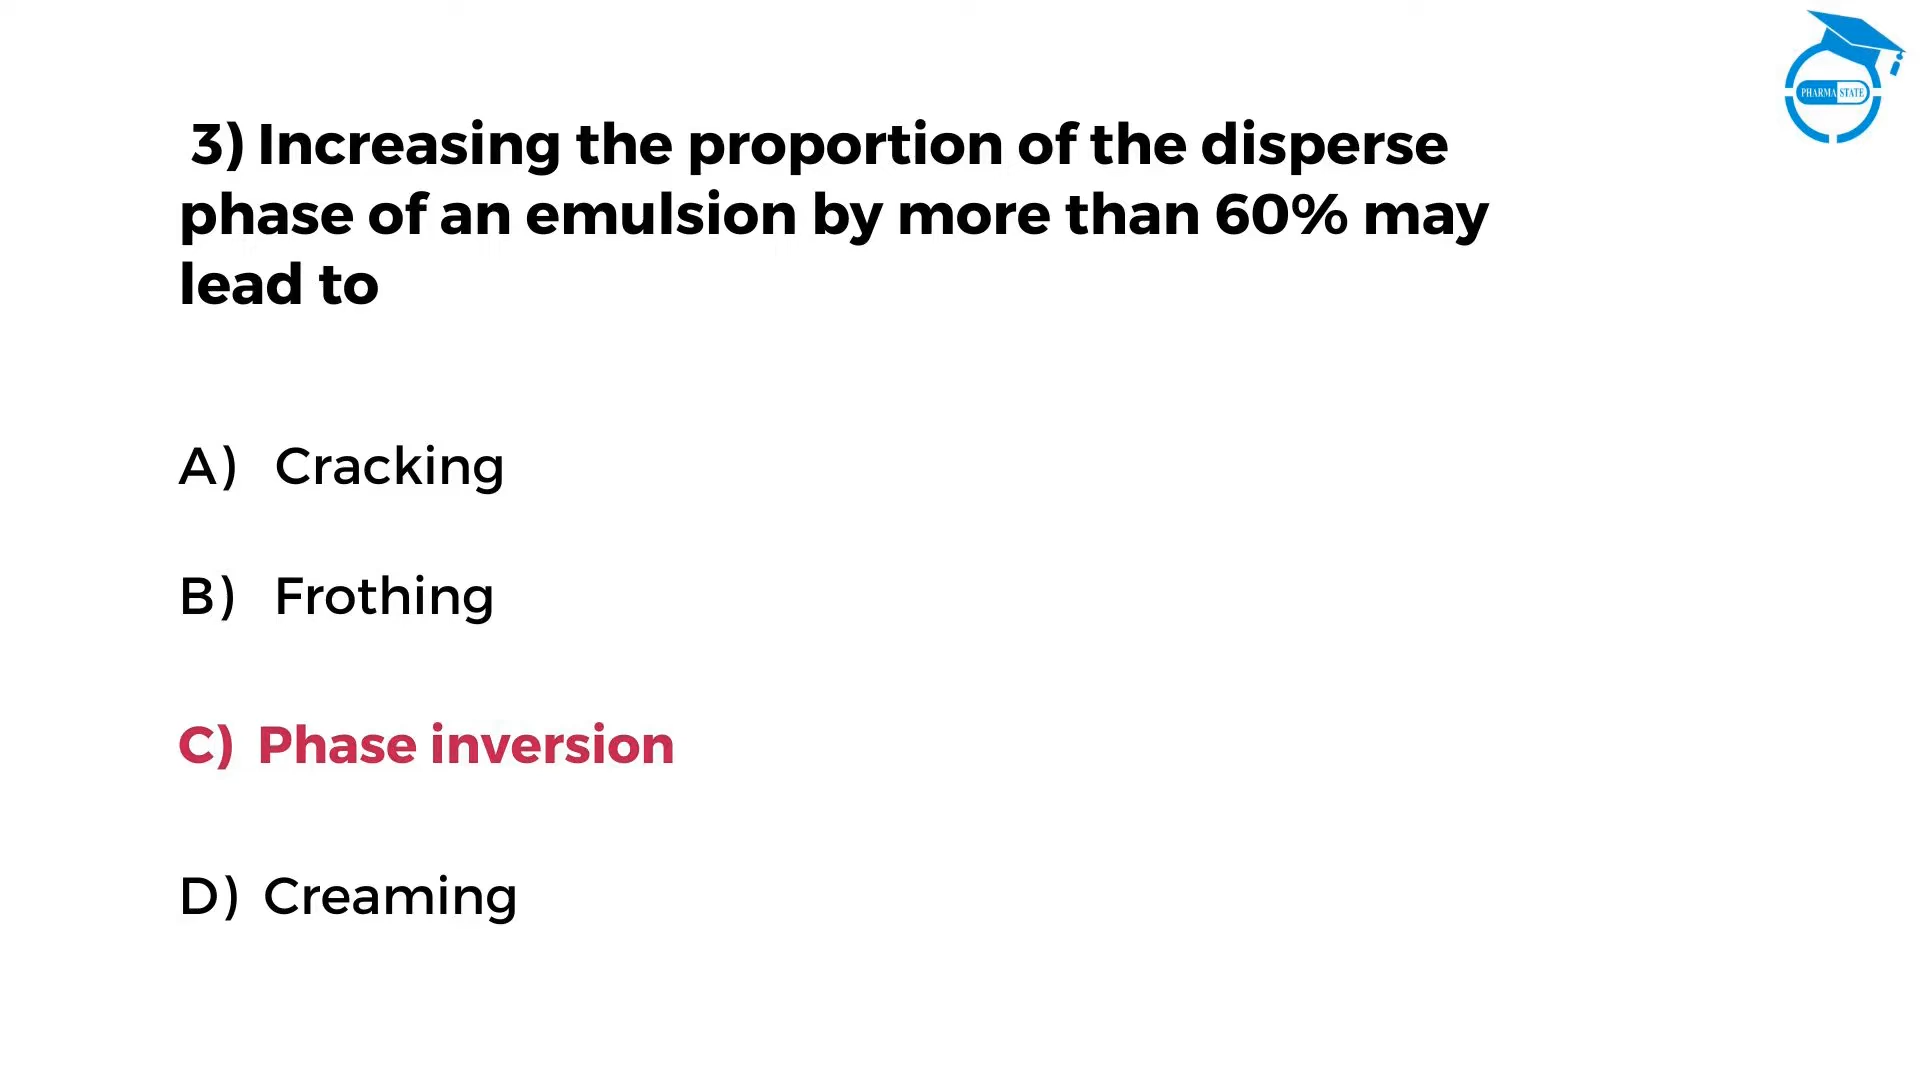 PHARMA STATE
3) Increasing the proportion of the disperse
phase of an emulsion by more than 60% may
lead to
A) Cracking
B) Frothing
C) Phase inversion
D) Creaming